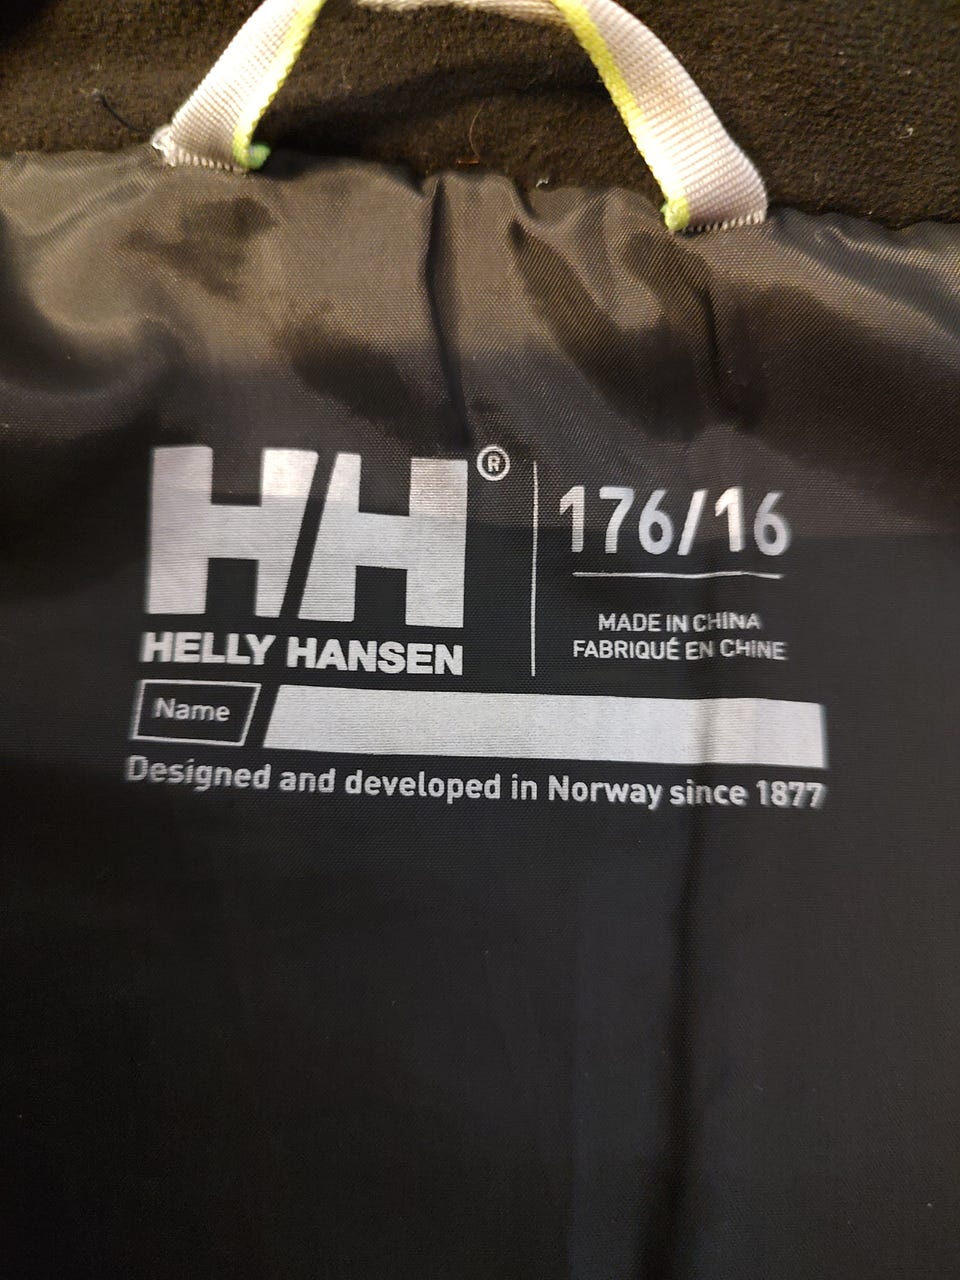 HH®
HELLY HANSEN
176/16
MADE IN CHINA
FABRIQUÉ EN CHINE
Name
Designed and developed in Norway since 1877